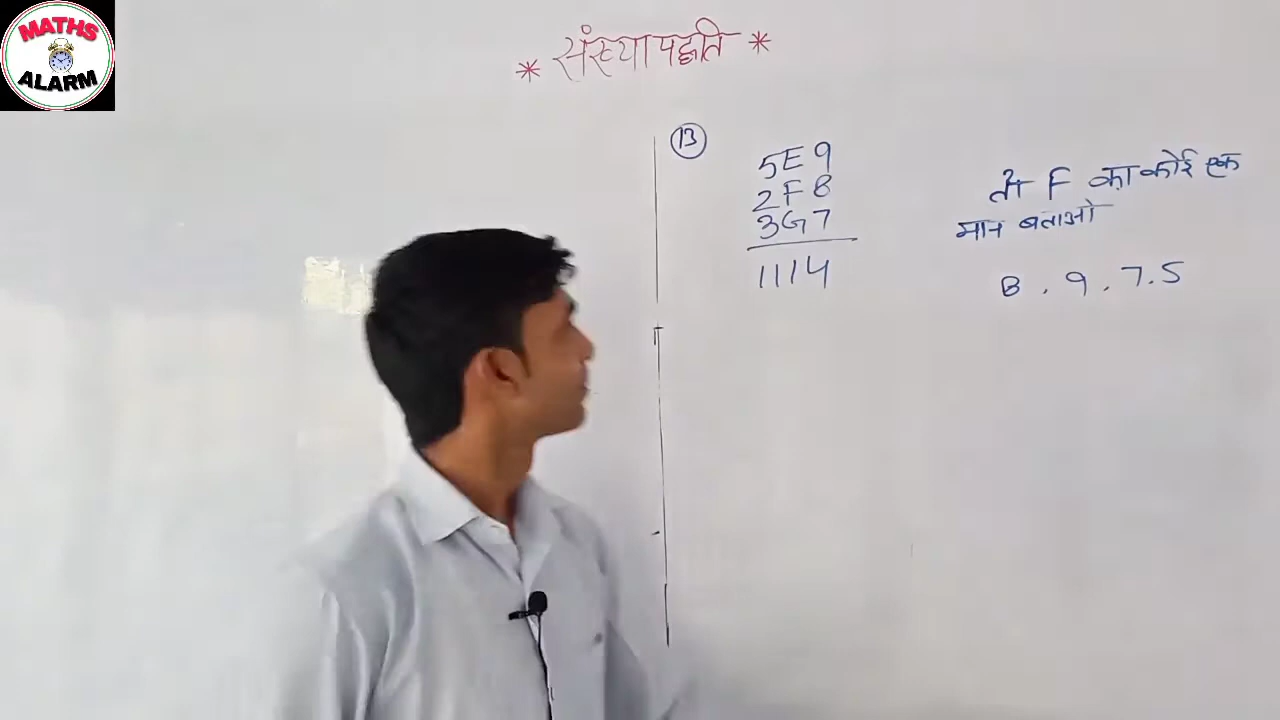 MATHS
ALARM
* संख्या पद्धति *
13
5E9
2F8
3G7
1114
तो F का कोई एक
मान बताओ
8 . 9 . 7 . 5